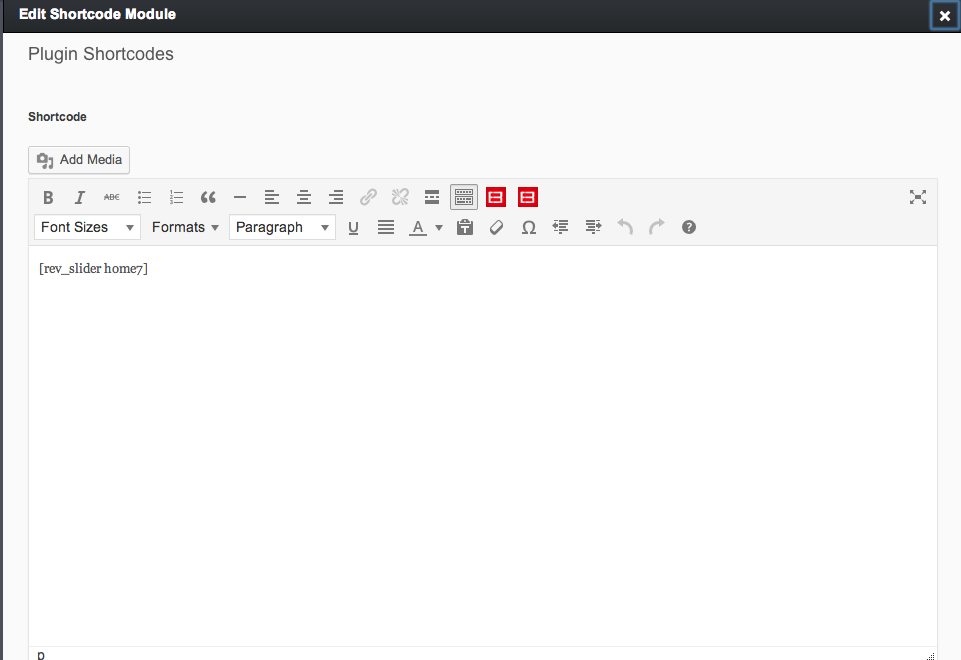 Edit Shortcode Module
Plugin Shortcodes
Shortcode
Add Media
B I ABC
Font Sizes Formats Paragraph U A Ω
[rev_slider home7]
p